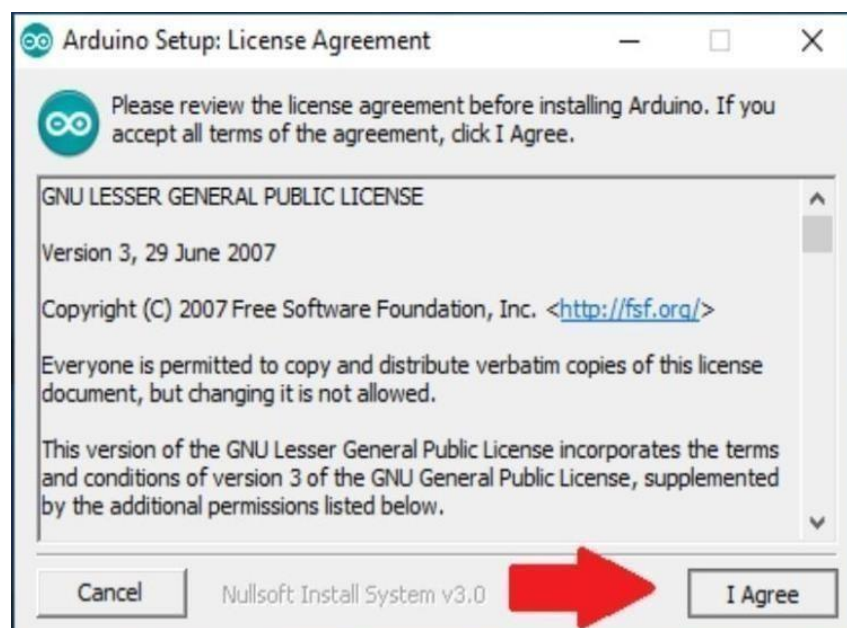 Arduino Setup: License Agreement
Please review the license agreement before installing Arduino. If you
accept all terms of the agreement, click I Agree.
GNU LESSER GENERAL PUBLIC LICENSE
Version 3, 29 June 2007
Copyright (C) 2007 Free Software Foundation, Inc. <http://fsf.org/>
Everyone is permitted to copy and distribute verbatim copies of this license
document, but changing it is not allowed.
This version of the GNU Lesser General Public License incorporates the terms
and conditions of version 3 of the GNU General Public License, supplemented
by the additional permissions listed below.
Cancel
Nullsoft Install System v3.0
I Agree